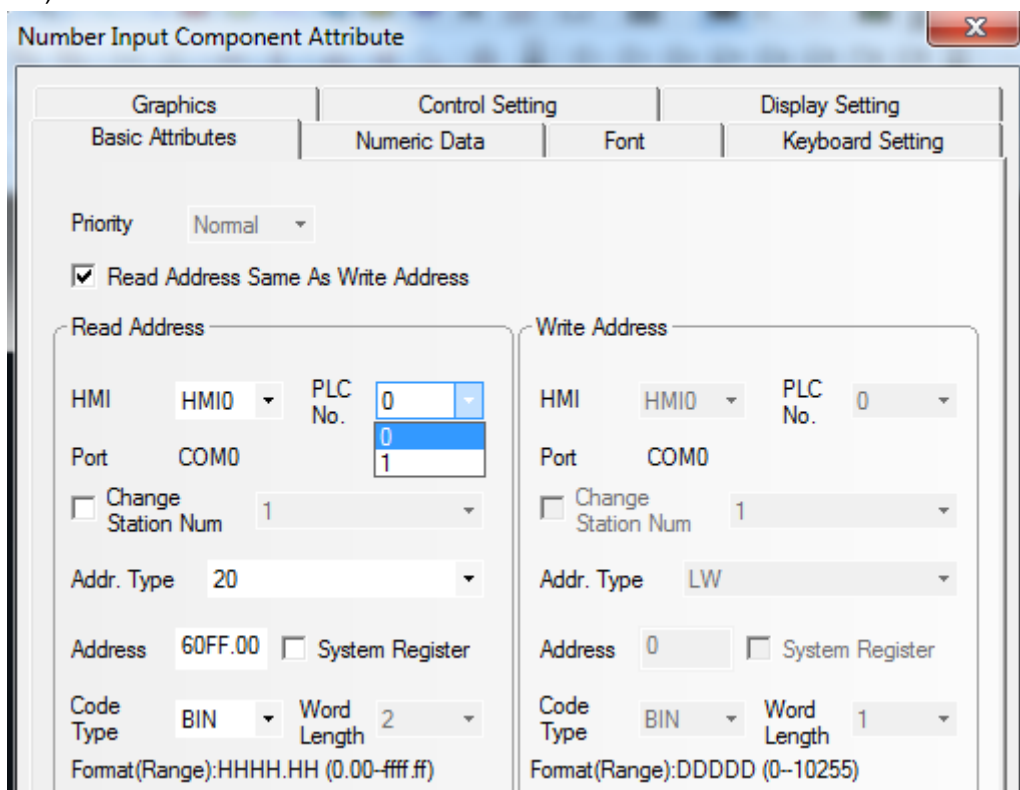 Number Input Component Attribute
X
Graphics Control Setting Display Setting
Basic Attributes Numeric Data Font Keyboard Setting
Priority Normal
Read Address Same As Write Address
Read Address
HMI HMI0 PLC No. 0
0
1
Port COM0
Change Station Num 1
Addr. Type 20
Address 60FF.00 System Register
Code Type BIN Word Length 2
Format(Range):HHHH.HH (0.00--ffff.ff)
Write Address
HMI HMI0 PLC No. 0
Port COM0
Change Station Num 1
Addr. Type LW
Address 0 System Register
Code Type BIN Word Length 1
Format(Range):DDDDD (0--10255)